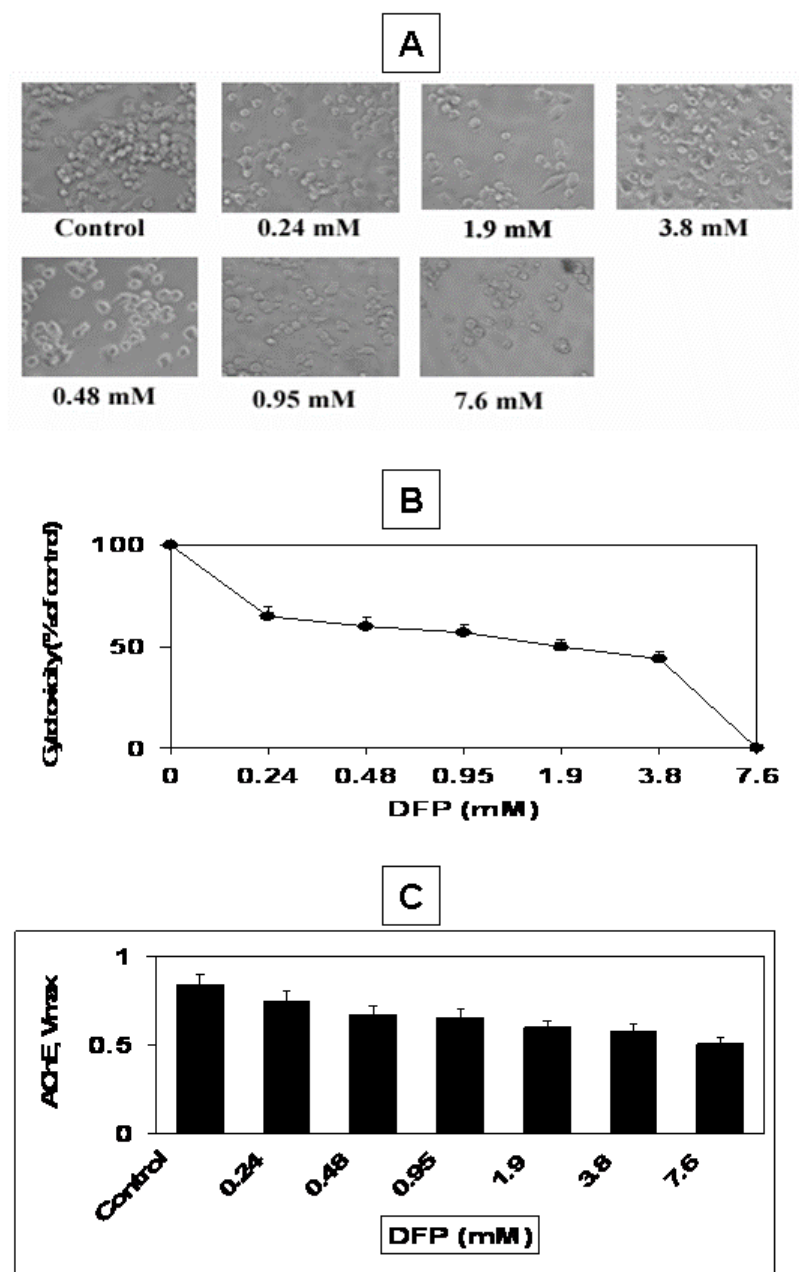 A
Control 0.24 mM 1.9 mM 3.8 mM
0.48 mM 0.95 mM 7.6 mM
B
Cytotoxicity (% of control)
100
50
0
0 0.24 0.48 0.95 1.9 3.8 7.6
DFP (mM)
C
AChE, Vmax
1
0.5
0
Control 0.24 0.48 0.95 1.9 3.8 7.6
DFP (mM)